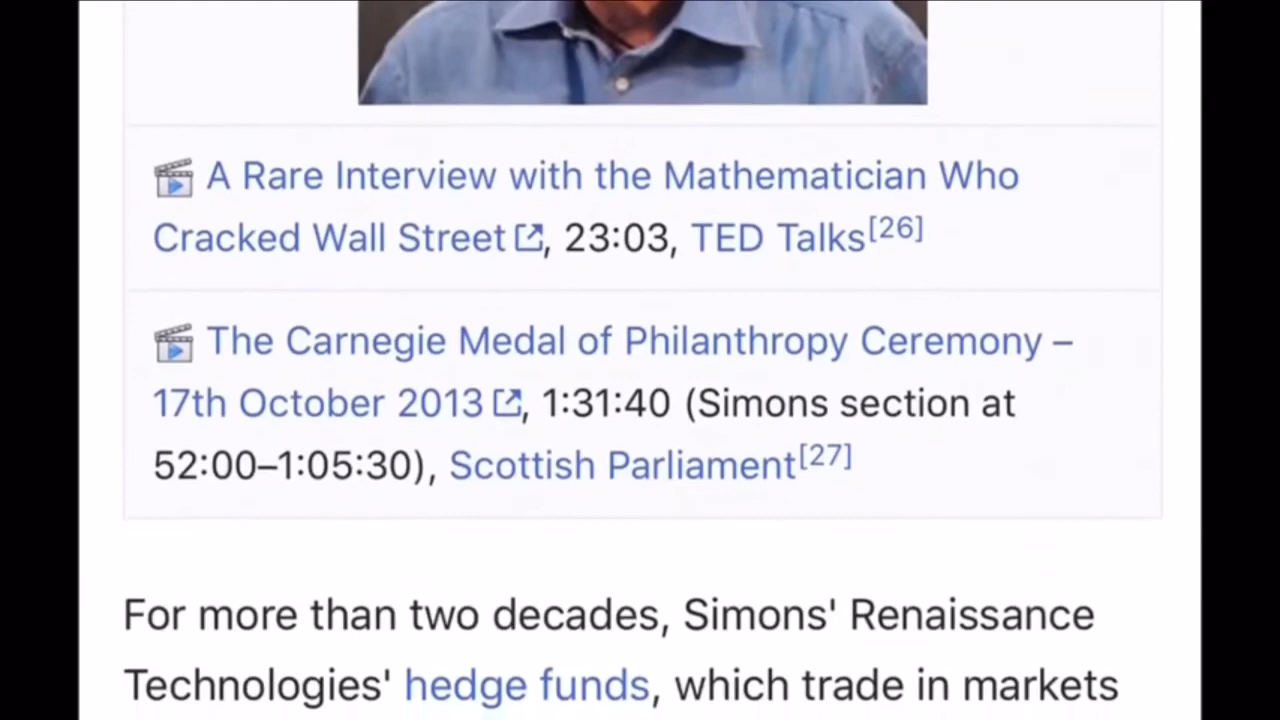 A Rare Interview with the Mathematician Who
Cracked Wall Street, 23:03, TED Talks[26]
The Carnegie Medal of Philanthropy Ceremony –
17th October 2013, 1:31:40 (Simons section at
52:00–1:05:30), Scottish Parliament[27]
For more than two decades, Simons' Renaissance
Technologies' hedge funds, which trade in markets